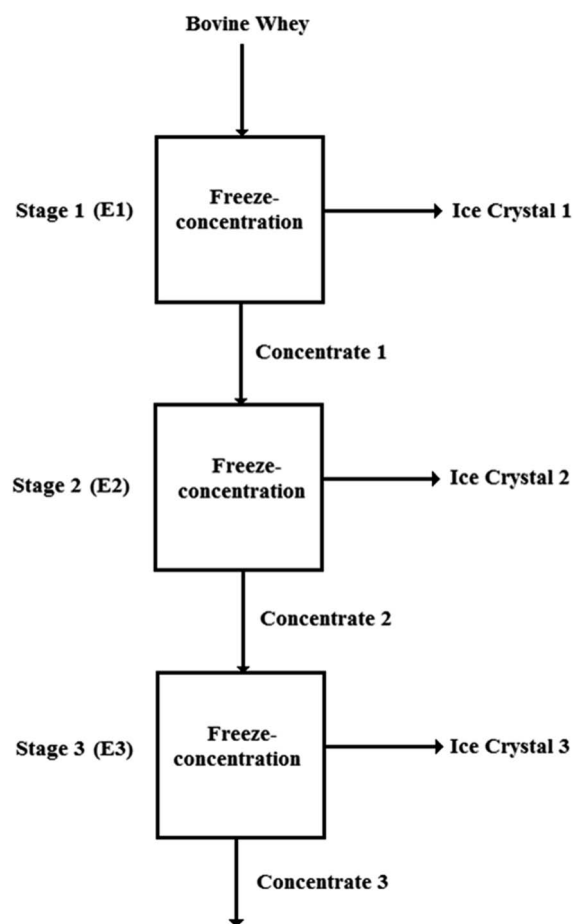 Bovine Whey
Stage 1 (E1)
Freeze-
concentration
Ice Crystal 1
Concentrate 1
Stage 2 (E2)
Freeze-
concentration
Ice Crystal 2
Concentrate 2
Stage 3 (E3)
Freeze-
concentration
Ice Crystal 3
Concentrate 3